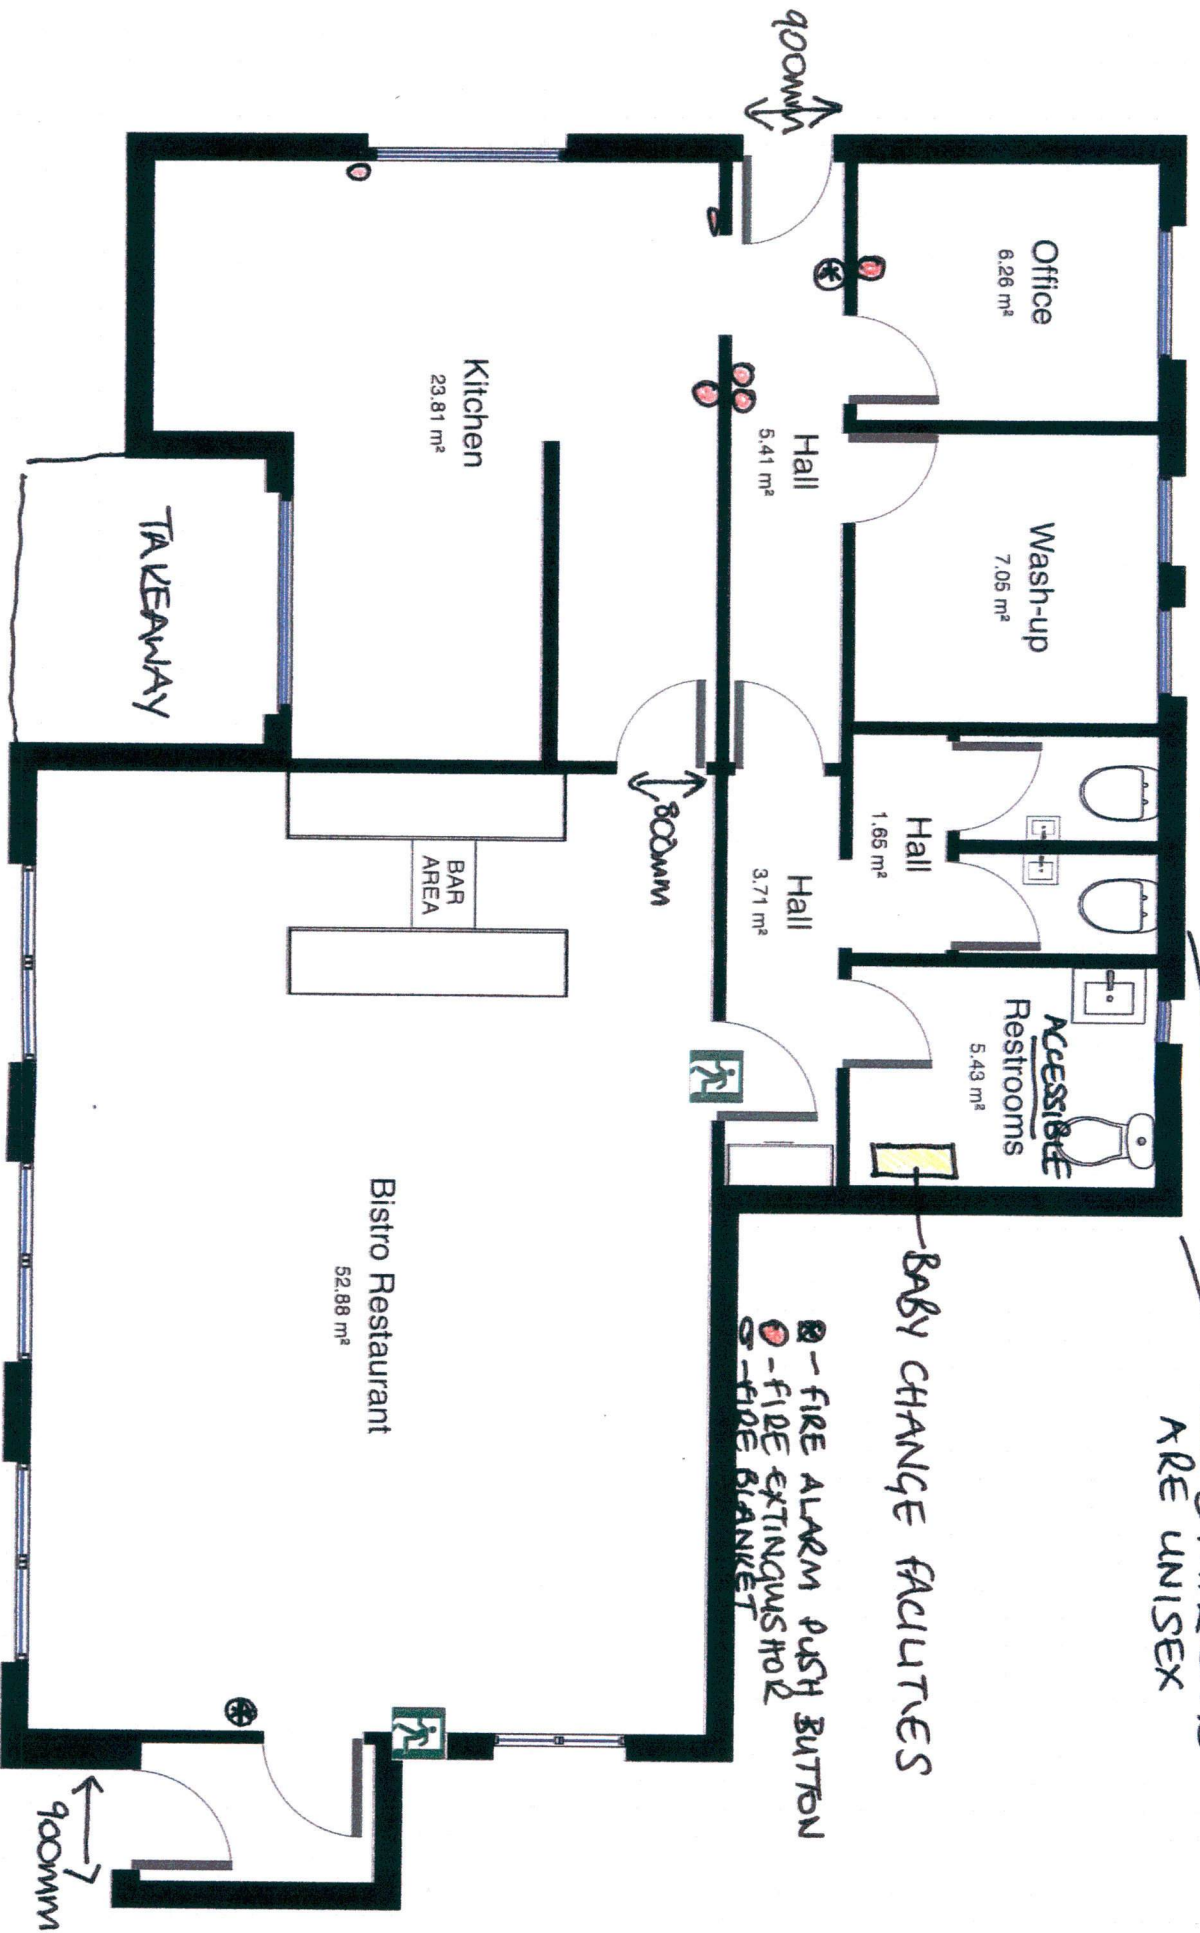 ARE UNISEX
Office
6.26 m²
Wash-up
7.05 m²
ACCESSIBLE
Restrooms
5.43 m²
Hall
1.65 m²
BABY CHANGE FACILITIES
900mm
Hall
5.41 m²
Hall
3.71 m²
- FIRE ALARM PUSH BUTTON
- FIRE EXTINGUISHOR
- FIRE BLANKET
800mm
Kitchen
23.81 m²
BAR
AREA
Bistro Restaurant
52.88 m²
TAKEAWAY
900mm